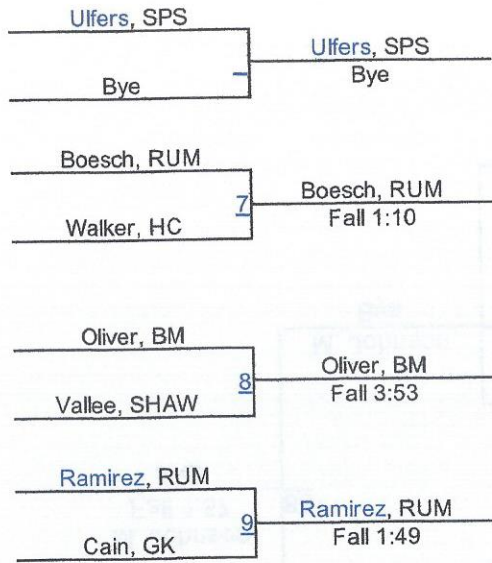 Ulfers, SPS
Ulfers, SPS
Bye
Bye
Boesch, RUM
7
Boesch, RUM
Fall 1:10
Walker, HC
Oliver, BM
8
Oliver, BM
Fall 3:53
Vallee, SHAW
Ramirez, RUM
9
Ramirez, RUM
Fall 1:49
Cain, GK